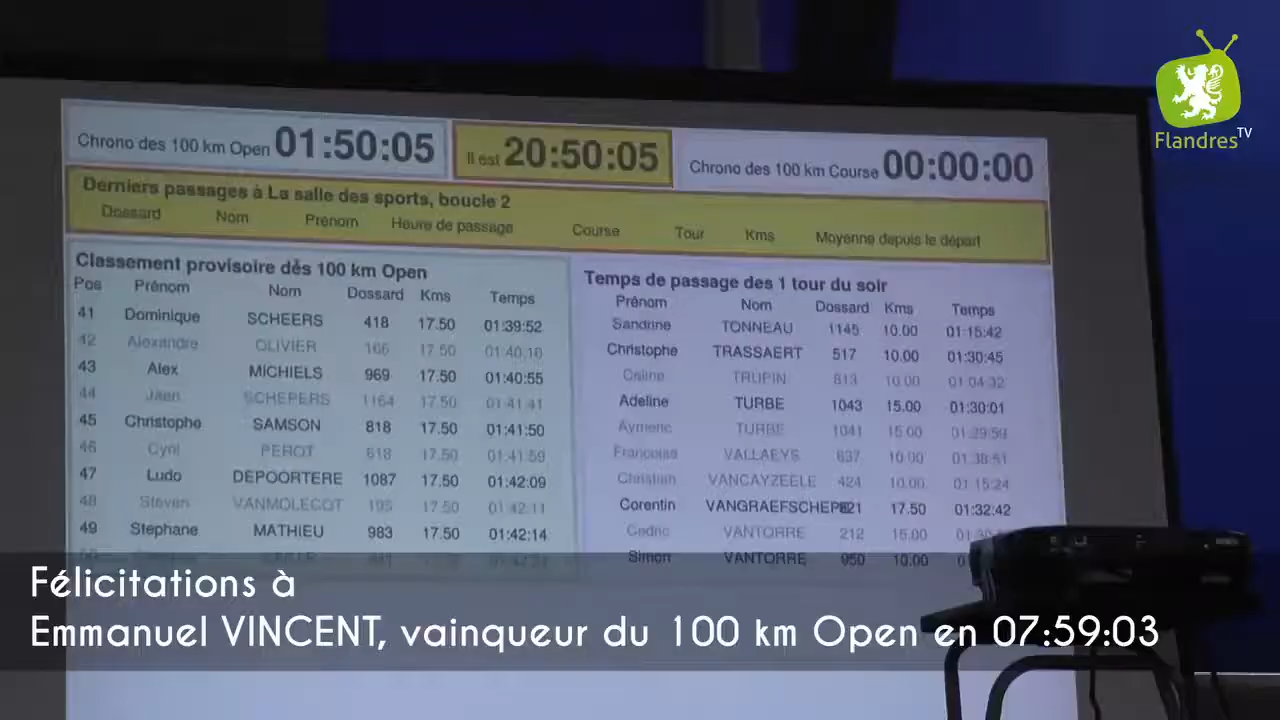 Flandres TV
Chrono des 100 km Open 01:50:05
Il est 20:50:05
Chrono des 100 km Course 00:00:00
Derniers passages à La salle des sports, boucle 2
Dossard Nom Prénom Heure de passage Course Tour Kms Moyenne depuis le départ
Classement provisoire dés 100 km Open
Pos Prénom Nom Dossard Kms Temps
41 Dominique SCHEERS 418 17.50 01:39:52
42 Alexandre OLIVIER 166 17.50 01:40:16
43 Alex MICHIELS 969 17.50 01:40:55
44 SCHEPERS 1164 17.50 01:41:41
45 Christophe SAMSON 818 17.50 01:41:50
46 Cyril PEROT 618 17.50 01:41:59
47 Ludo DEPOORTERE 1087 17.50 01:42:09
48 Steven VANMOLECOT 17.50 01:42:11
49 Stephane MATHIEU 983 17.50 01:42:14
Temps de passage des 1 tour du soir
Prénom Nom Dossard Kms Temps
Sandrine TONNEAU 1145 10.00 01:15:42
Christophe TRASSAERT 517 10.00 01:30:45
Celine TRUPIN 813 10.00 01:04:32
Adeline TURBE 1043 15.00 01:30:01
Aymeric TURBE 1041 15.00 01:29:59
Francoise VALLAEYS 637 10.00 01:38:51
Christian VANCAYZEELE 424 10.00 01:15:24
Corentin VANGRAEFSCHEPE 821 17.50 01:32:42
Cedric VANTORRE 212 15.00
Simon VANTORRE 950 10.00
Félicitations à
Emmanuel VINCENT, vainqueur du 100 km Open en 07:59:03